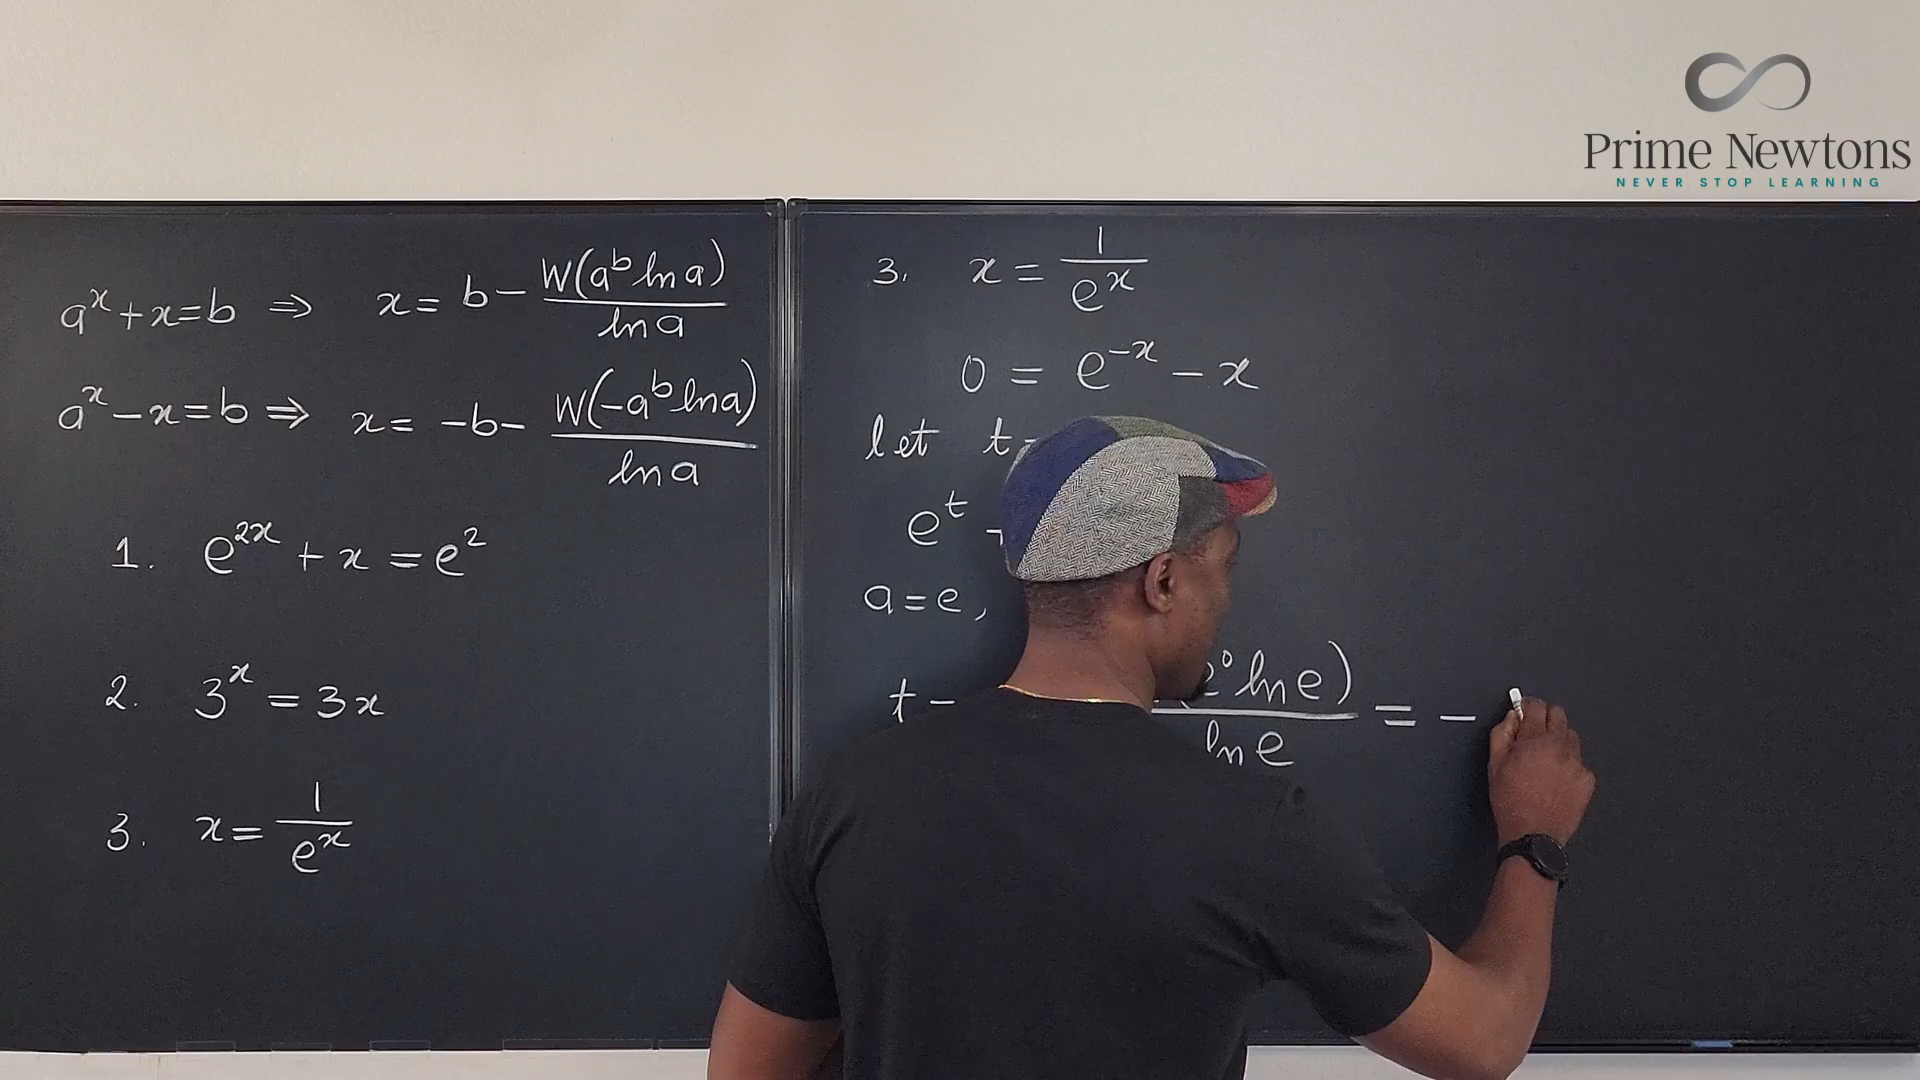 Prime Newtons
NEVER STOP LEARNING
a^x + x = b ⇒ x = b - W(a^b ln a) / ln a
a^x - x = b ⇒ x = -b - W(-a^b ln a) / ln a
1. e^{2x} + x = e^2
2. 3^x = 3x
3. x = 1 / e^x
3. x = 1 / e^x
0 = e^{-x} - x
let t
e^t
a = e,
t - e^0 ln e) / ln e = -